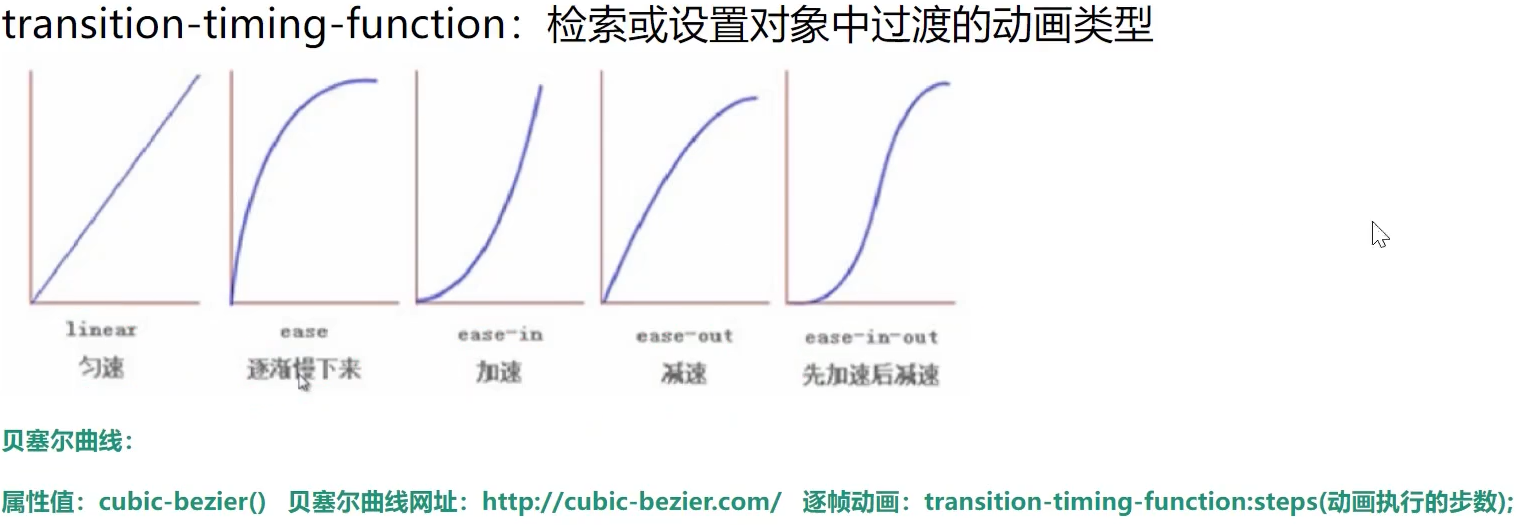 transition-timing-function：检索或设置对象中过渡的动画类型
linear ease ease-in ease-out ease-in-out
匀速 逐渐慢下来 加速 减速 先加速后减速
贝塞尔曲线：
属性值：cubic-bezier() 贝塞尔曲线网址：http://cubic-bezier.com/ 逐帧动画：transition-timing-function:steps(动画执行的步数);